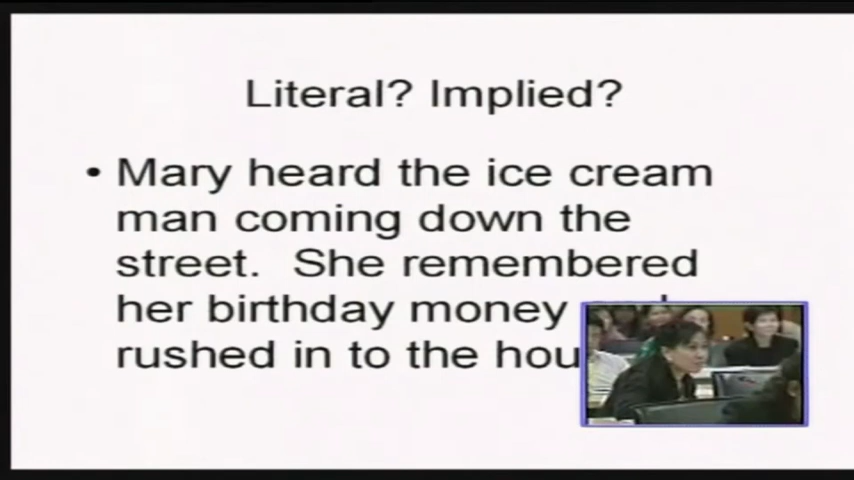 Literal? Implied?
• Mary heard the ice cream
man coming down the
street. She remembered
her birthday money
rushed in to the